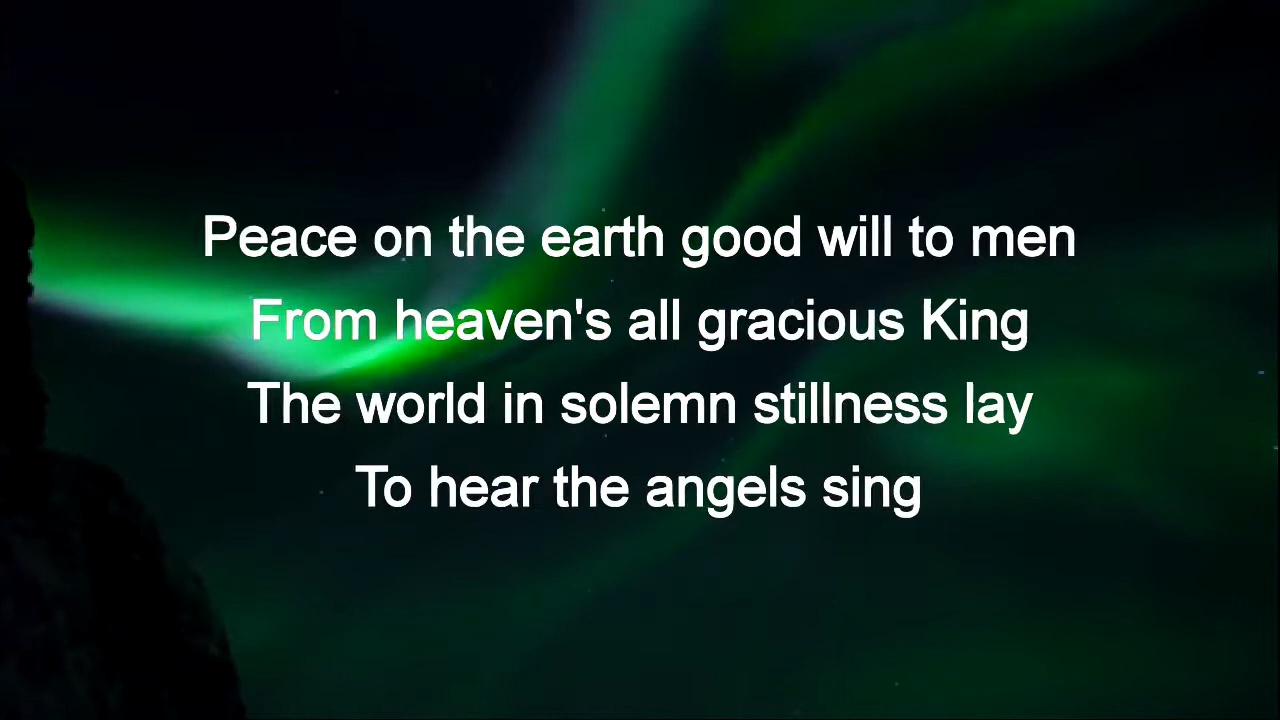 Peace on the earth good will to men
From heaven's all gracious King
The world in solemn stillness lay
To hear the angels sing